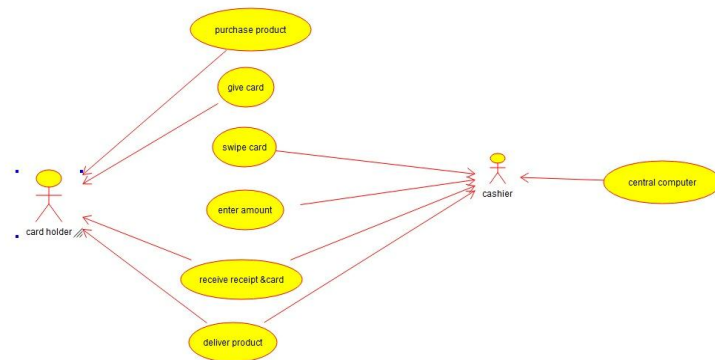 purchase product
give card
swipe card
enter amount
receive receipt &card
deliver product
card holder
cashier
central computer